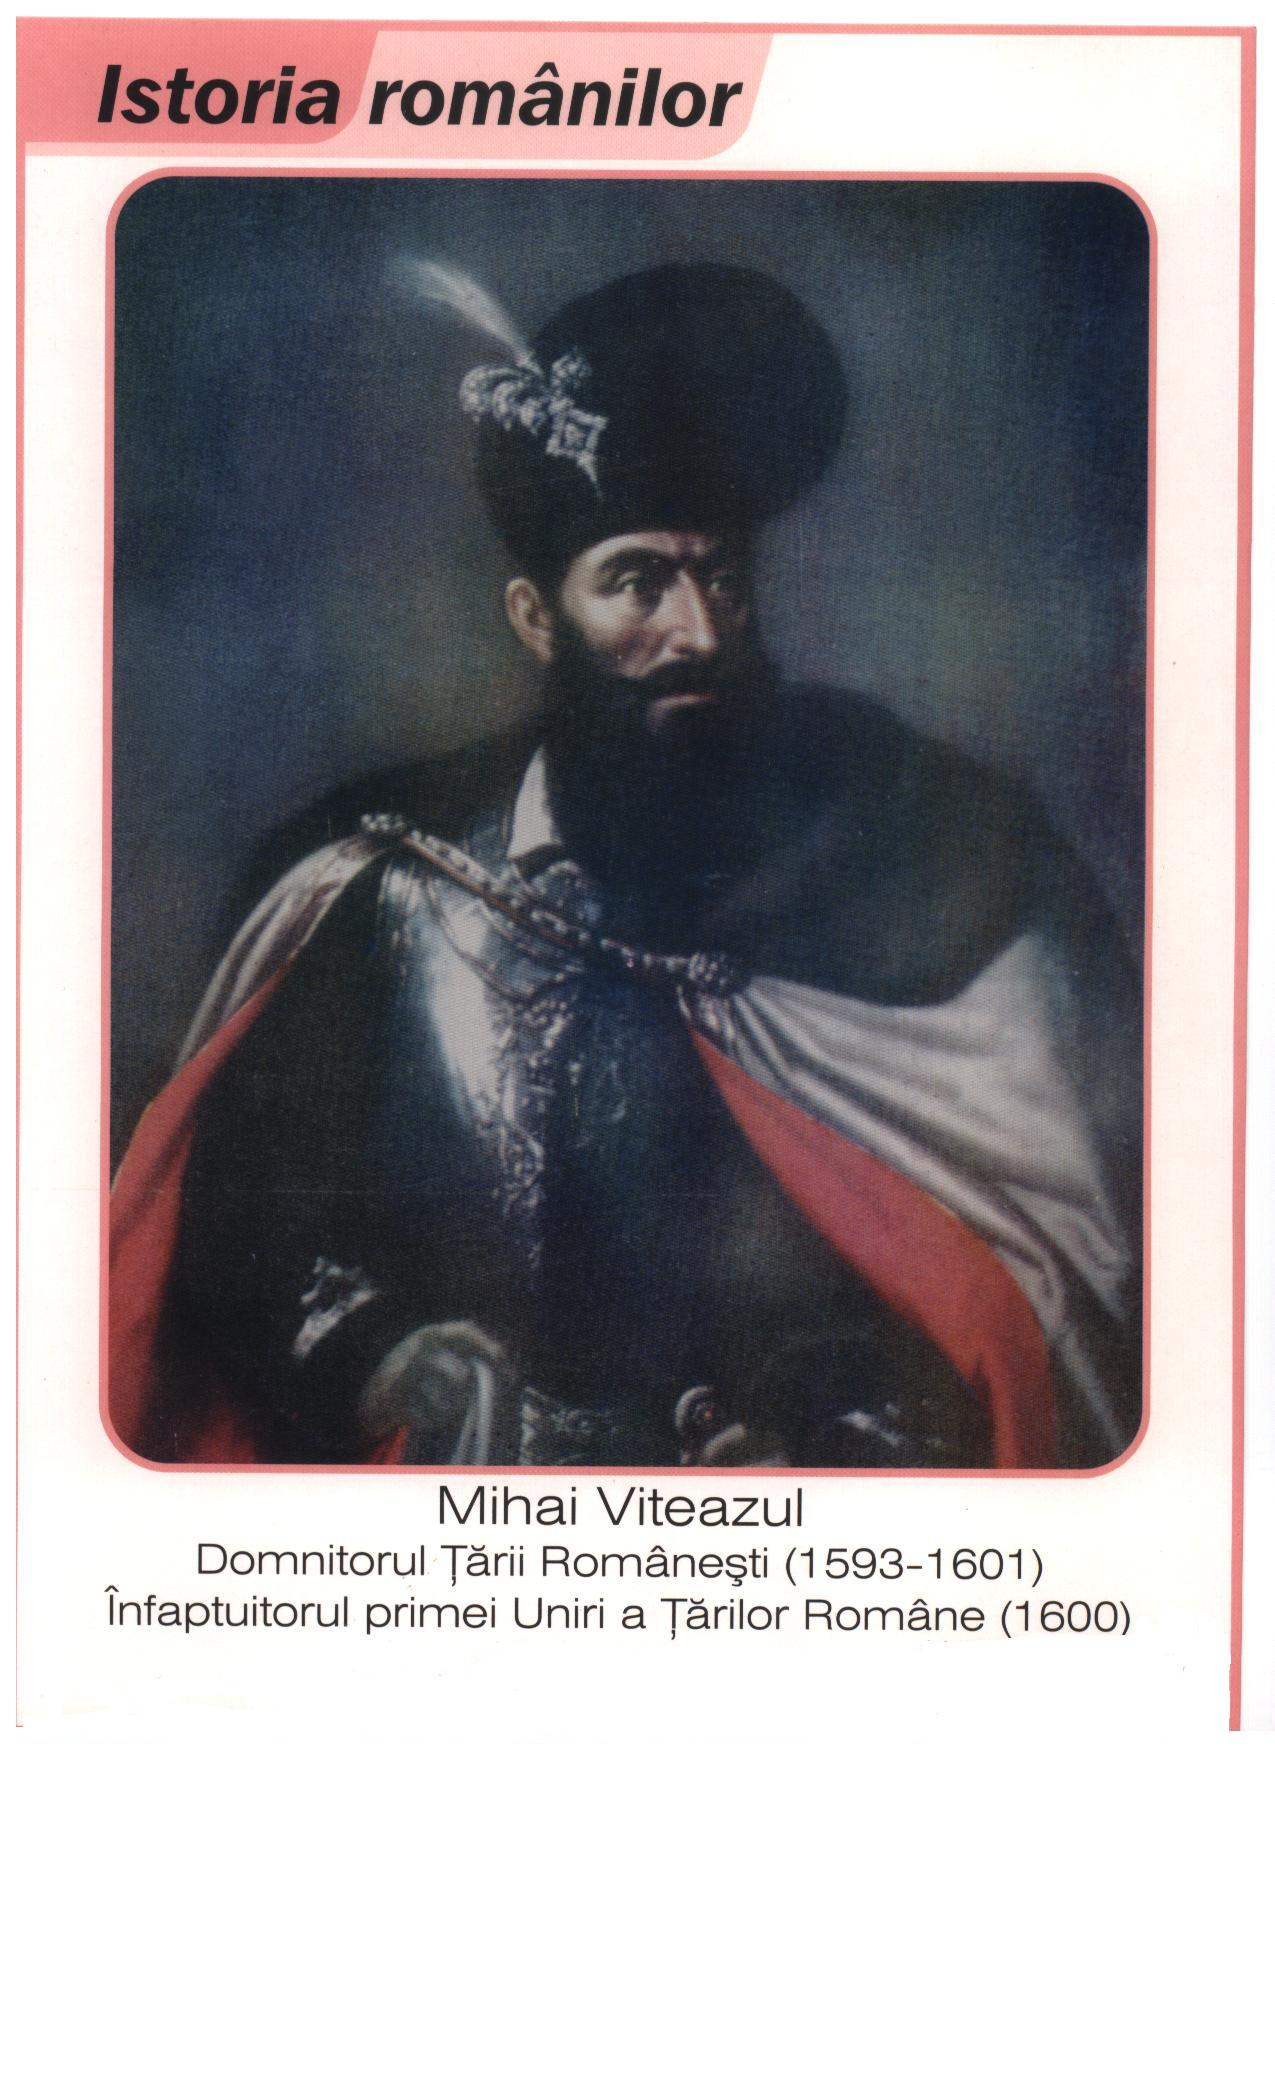 Istoria românilor
Mihai Viteazul
Domnitorul Ţării Româneşti (1593-1601)
Înfaptuitorul primei Uniri a Ţărilor Române (1600)